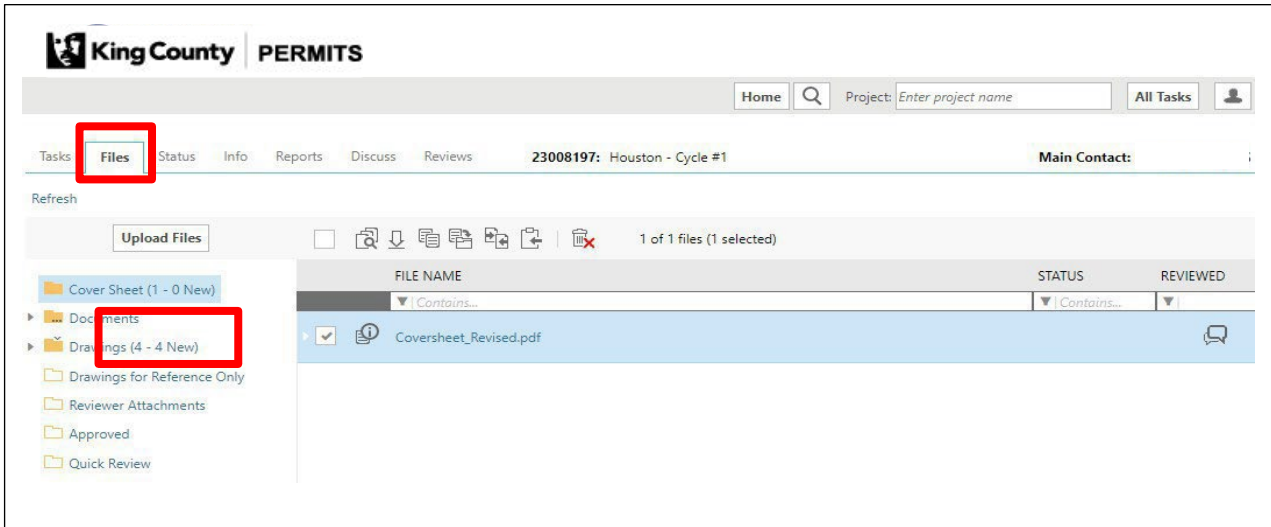 King County PERMITS
Home Project: Enter project name All Tasks
Tasks Files Status Info Reports Discuss Reviews 23008197: Houston - Cycle #1 Main Contact:
Refresh
Upload Files 1 of 1 files (1 selected)
FILE NAME STATUS REVIEWED
Contains... Contains...
Cover Sheet (1 - 0 New)
Documents
Coversheet_Revised.pdf
Drawings (4 - 4 New)
Drawings for Reference Only
Reviewer Attachments
Approved
Quick Review